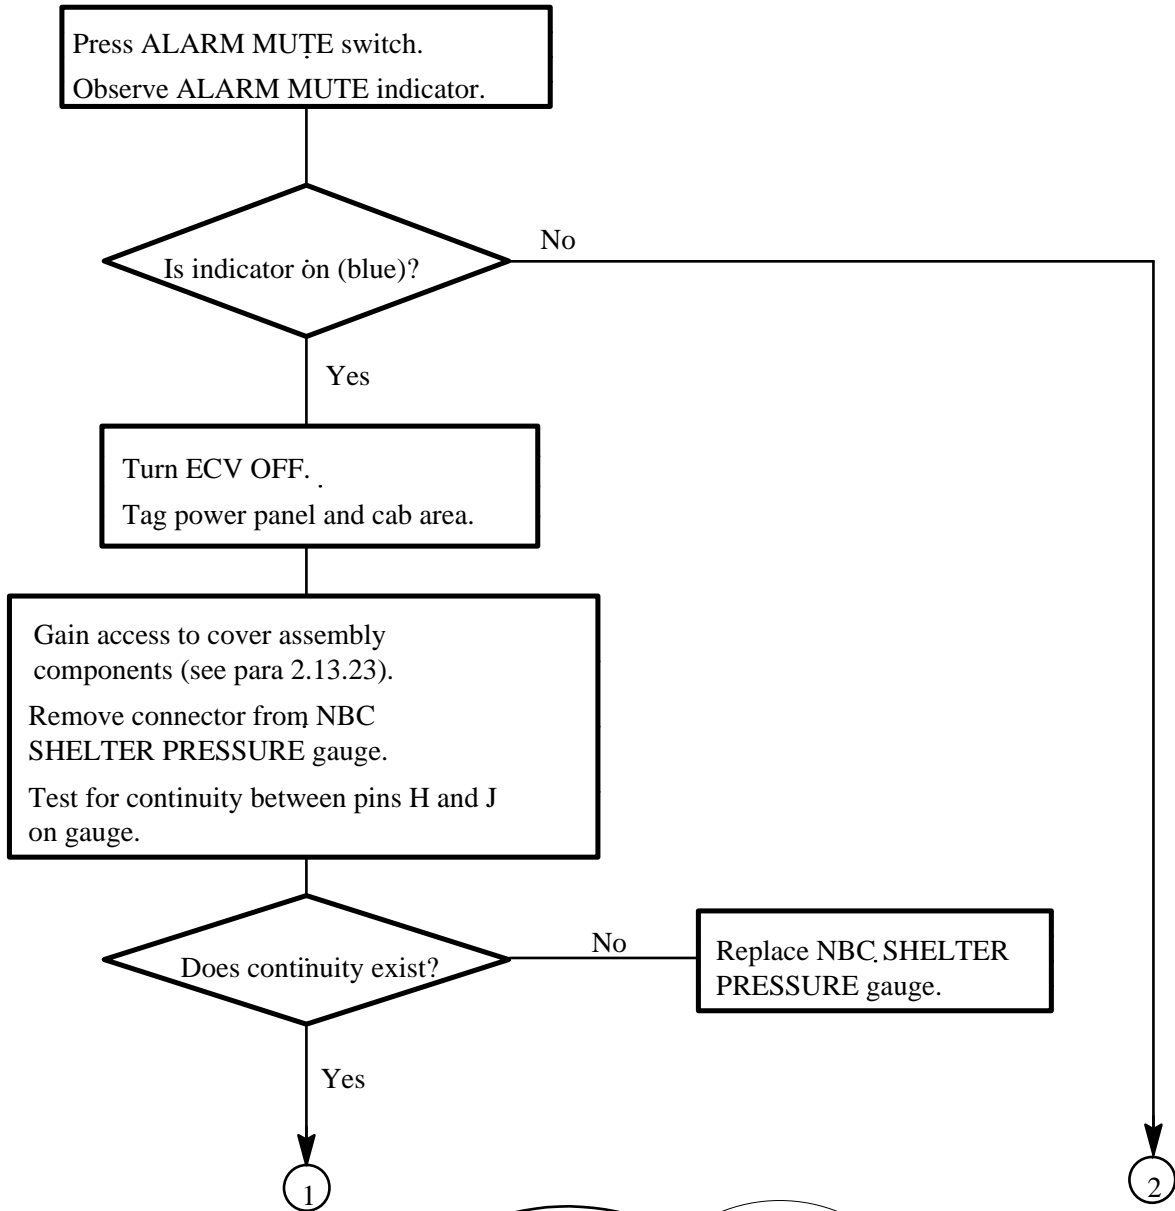 Press ALARM MUTE switch.
Observe ALARM MUTE indicator.
Is indicator on (blue)?
No
Yes
Turn ECV OFF.
Tag power panel and cab area.
Gain access to cover assembly
components (see para 2.13.23).
Remove connector from NBC
SHELTER PRESSURE gauge.
Test for continuity between pins H and J
on gauge.
Does continuity exist?
No
Replace NBC SHELTER
PRESSURE gauge.
Yes
1
2